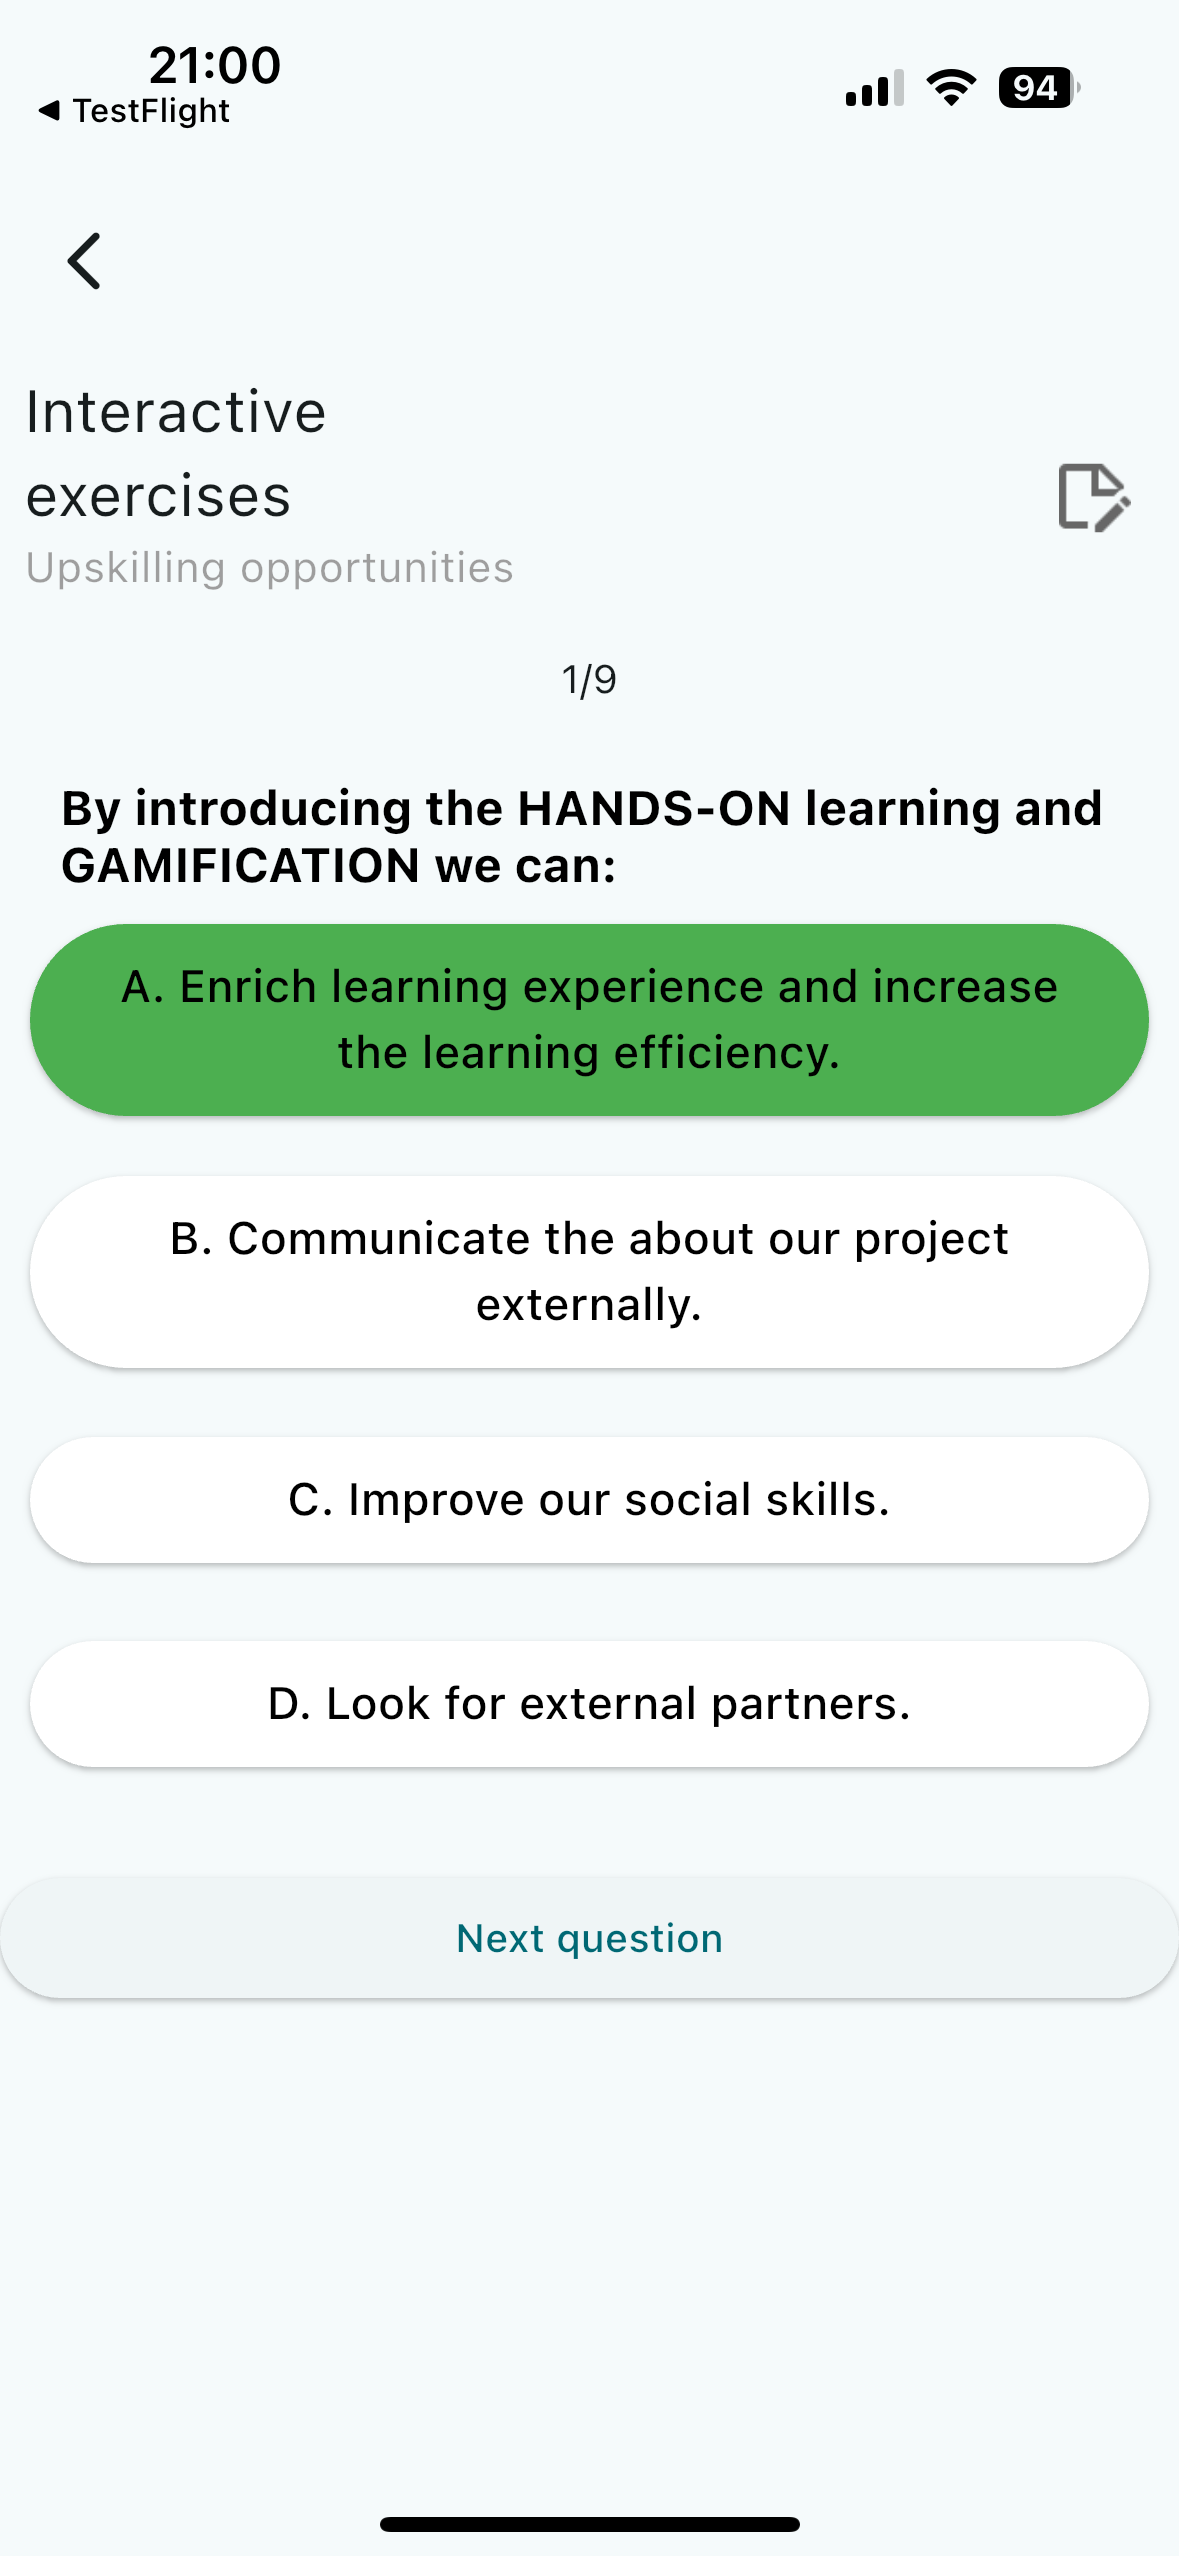 21:00
◀ TestFlight
94
Interactive
exercises
Upskilling opportunities
1/9
By introducing the HANDS-ON learning and
GAMIFICATION we can:
A. Enrich learning experience and increase
the learning efficiency.
B. Communicate the about our project
externally.
C. Improve our social skills.
D. Look for external partners.
Next question